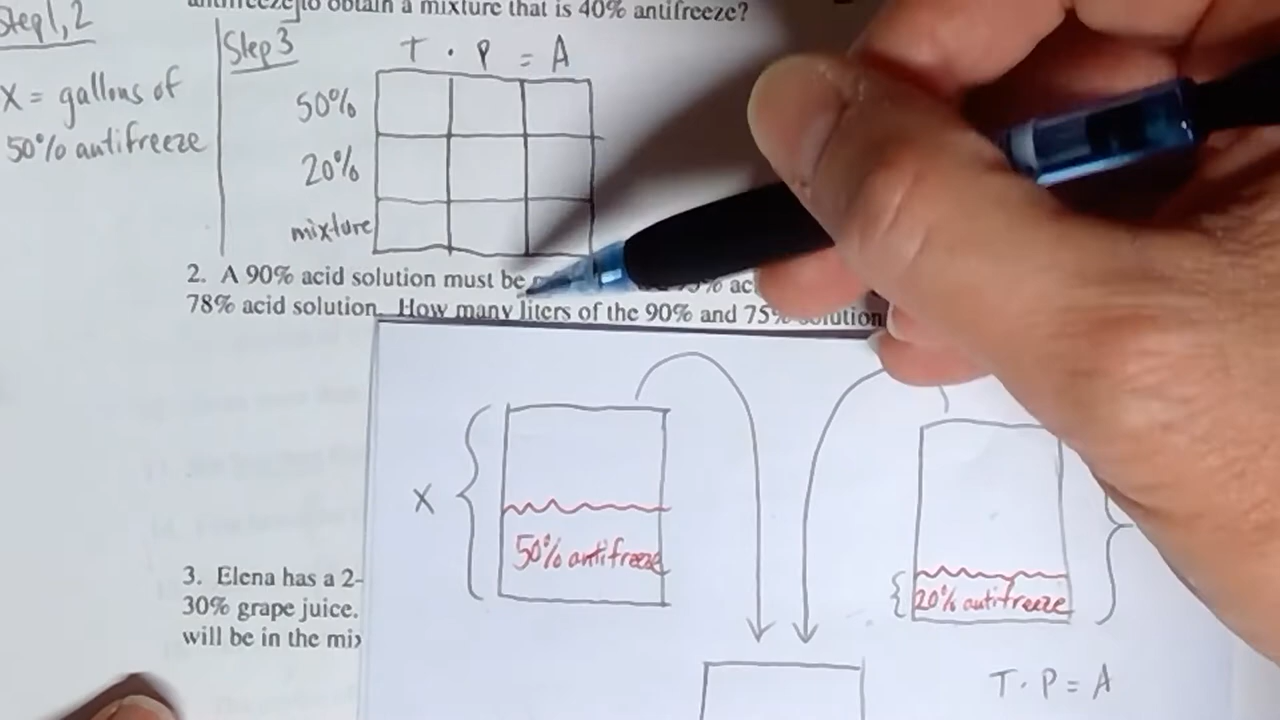 Step 1, 2
antifreeze] to obtain a mixture that is 40% antifreeze?
X = gallons of
50% antifreeze
Step 3
T · P = A
50%
20%
mixture
2. A 90% acid solution must be
78% acid solution. How many liters of the 90% and 75% solution
X
50% antifreeze
20% antifreeze
T · P = A
3. Elena has a 2-
30% grape juice.
will be in the mix